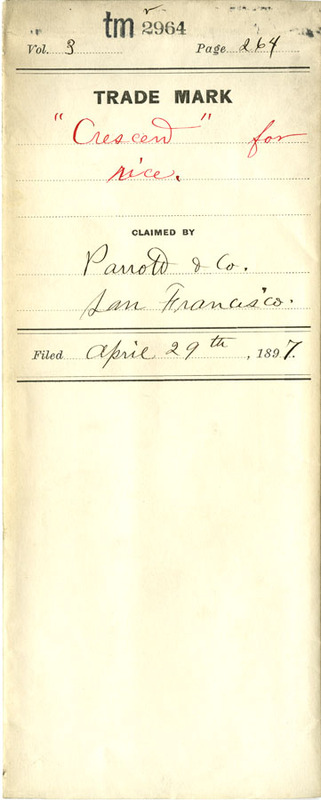 tm 2964
Vol. 3 Page 264
TRADE MARK
"Crescent" for
rice.
CLAIMED BY
Parrott & Co.
San Francisco.
Filed April 29th, 1897.